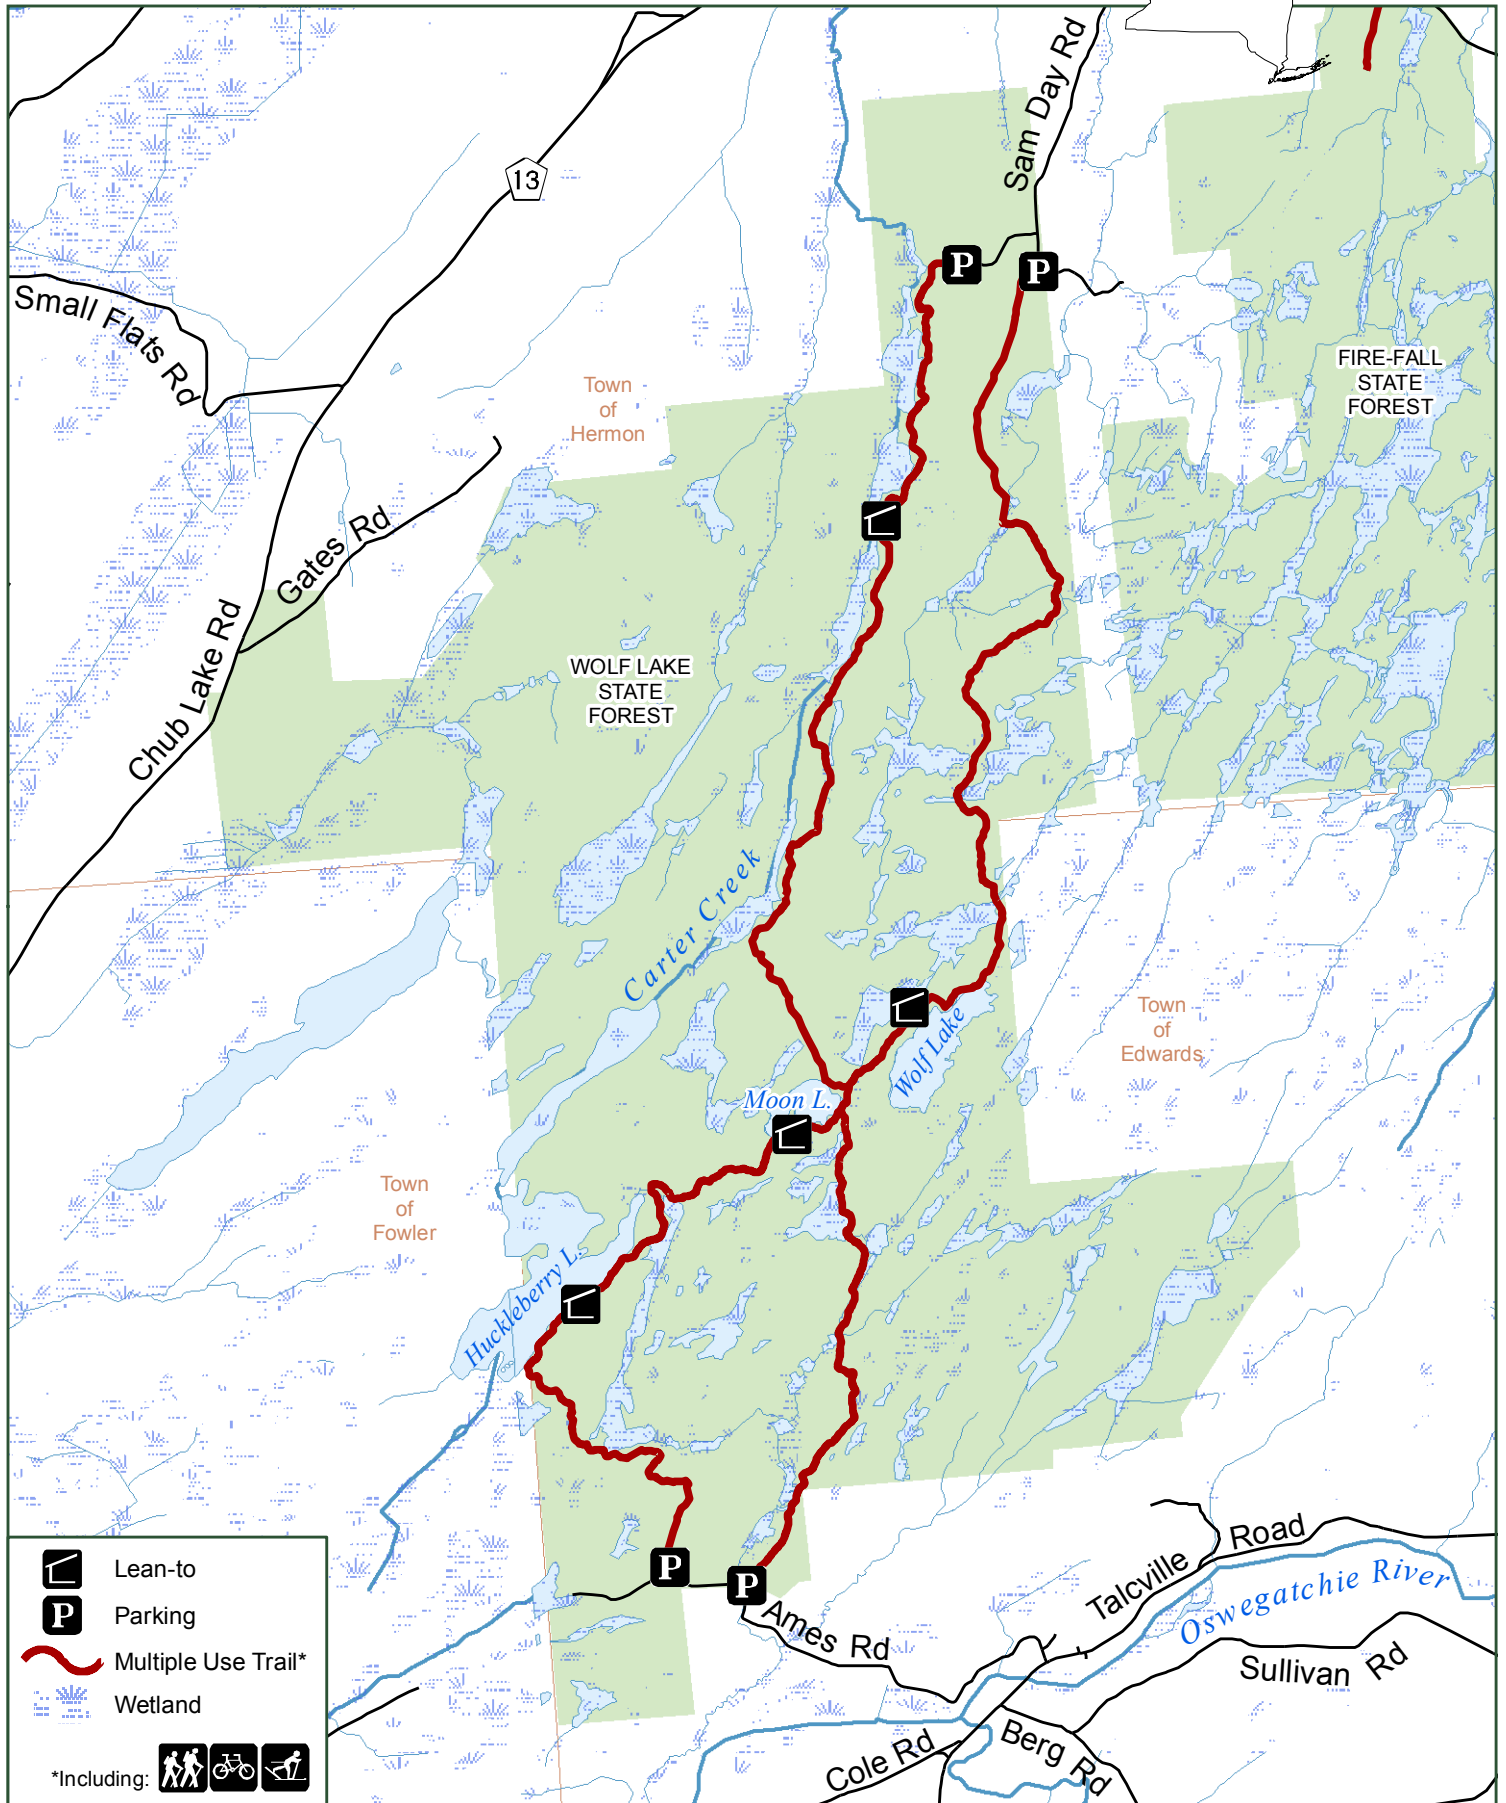 Sam Day Rd
13
P
P
Small Flats Rd
FIRE-FALL
STATE
FOREST
Town
of
Hermon
Gates Rd
Chub Lake Rd
WOLF LAKE
STATE
FOREST
Carter Creek
Town
of
Edwards
Wolf Lake
Moon L.
Town
of
Fowler
Huckleberry L.
P
P
Ames Rd
Talcville Road
Oswegatchie River
Sullivan Rd
Berg Rd
Cole Rd
Lean-to
P Parking
Multiple Use Trail*
Wetland
*Including: